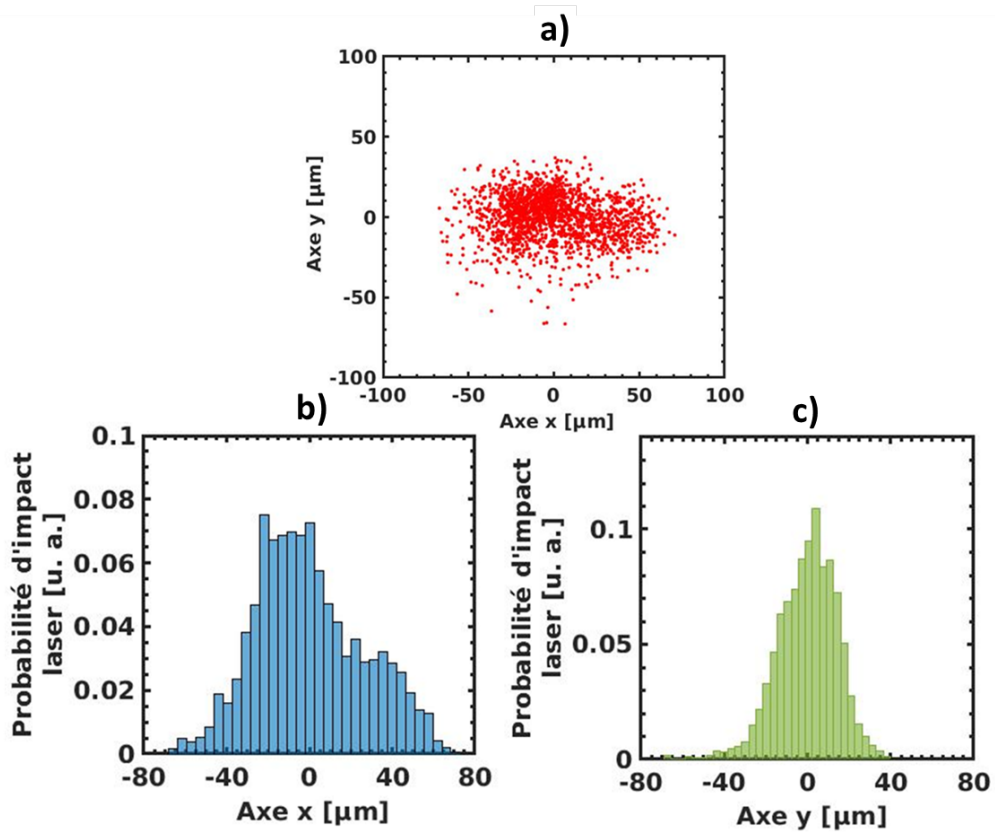 a)
100
50
0
-50
-100
Axe y [µm]
-100 -50 0 50 100
Axe x [µm]
b)
0.1
0.08
0.06
0.04
0.02
0
Probabilité d'impact
laser [u. a.]
-80 -40 0 40 80
Axe x [µm]
c)
0.1
0.05
0
Probabilité d'impact
laser [u. a.]
-80 -40 0 40 80
Axe y [µm]